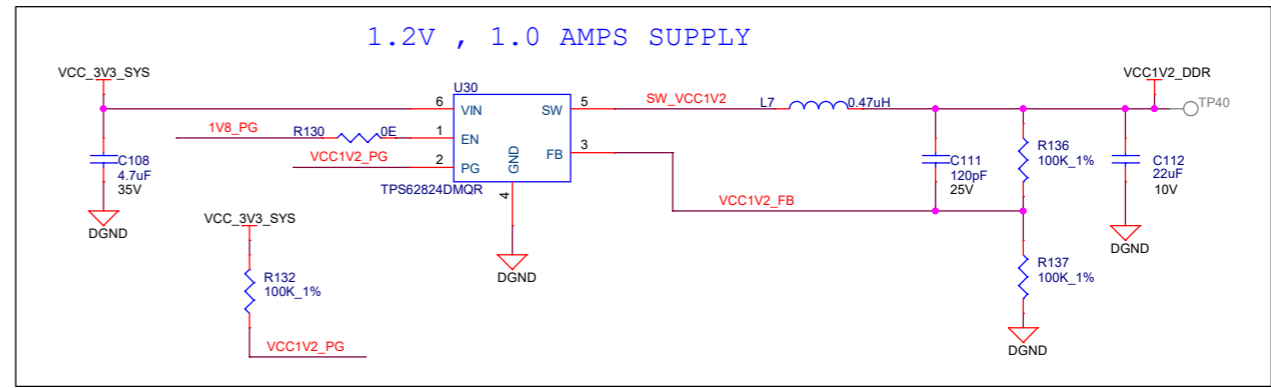 1.2V , 1.0 AMPS SUPPLY
VCC_3V3_SYS
VCC1V2_DDR
U30
6
VIN
SW
5
SW_VCC1V2
L7
0.47uH
TP40
1V8_PG
R130
0E
1
EN
VCC1V2_PG
2
PG
GND
FB
3
4
TPS62824DMQR
C108
4.7uF
35V
DGND
C111
120pF
25V
R136
100K_1%
C112
22uF
10V
DGND
VCC1V2_FB
VCC_3V3_SYS
R132
100K_1%
VCC1V2_PG
DGND
R137
100K_1%
DGND